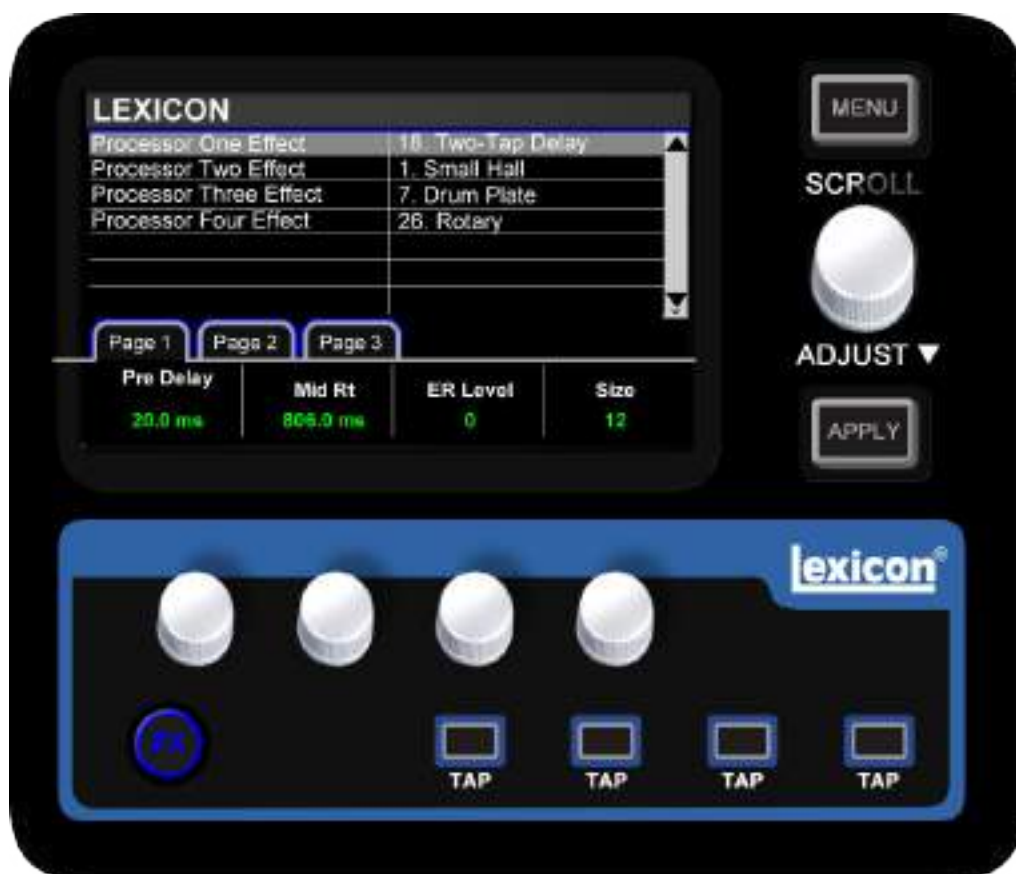 LEXICON
Processor One Effect 18. Two-Tap Delay
Processor Two Effect 1. Small Hall
Processor Three Effect 7. Drum Plate
Processor Four Effect 26. Rotary
Page 1 Page 2 Page 3
Pre Delay Mid Rt ER Level Size
20.0 ms 806.0 ms 0 12
MENU
SCROLL
ADJUST ▼
APPLY
lexicon®
FX
TAP TAP TAP TAP